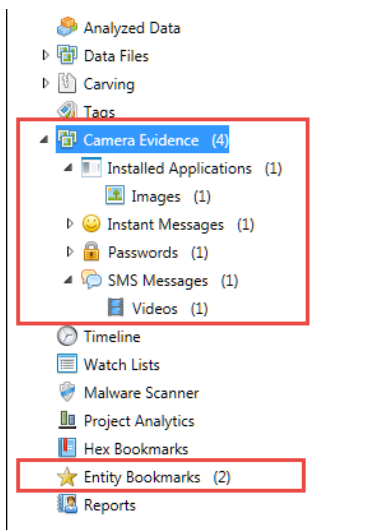 Analyzed Data
Data Files
Carving
Tags
Camera Evidence (4)
Installed Applications (1)
Images (1)
Instant Messages (1)
Passwords (1)
SMS Messages (1)
Videos (1)
Timeline
Watch Lists
Malware Scanner
Project Analytics
Hex Bookmarks
Entity Bookmarks (2)
Reports